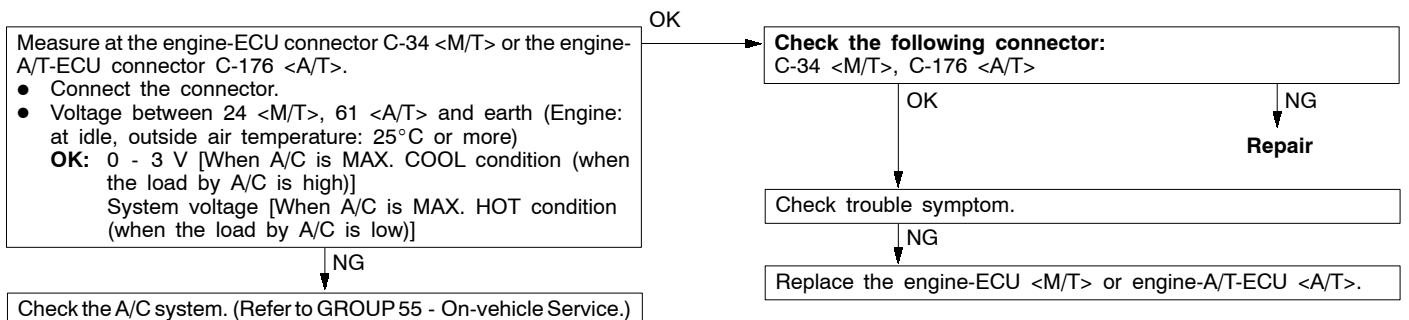 Measure at the engine-ECU connector C-34 <M/T> or the engine-
A/T-ECU connector C-176 <A/T>.
● Connect the connector.
● Voltage between 24 <M/T>, 61 <A/T> and earth (Engine:
at idle, outside air temperature: 25°C or more)
OK: 0 - 3 V [When A/C is MAX. COOL condition (when
the load by A/C is high)]
System voltage [When A/C is MAX. HOT condition
(when the load by A/C is low)]
NG
Check the A/C system. (Refer to GROUP 55 - On-vehicle Service.)
OK
Check the following connector:
C-34 <M/T>, C-176 <A/T>
OK
NG
Repair
Check trouble symptom.
NG
Replace the engine-ECU <M/T> or engine-A/T-ECU <A/T>.